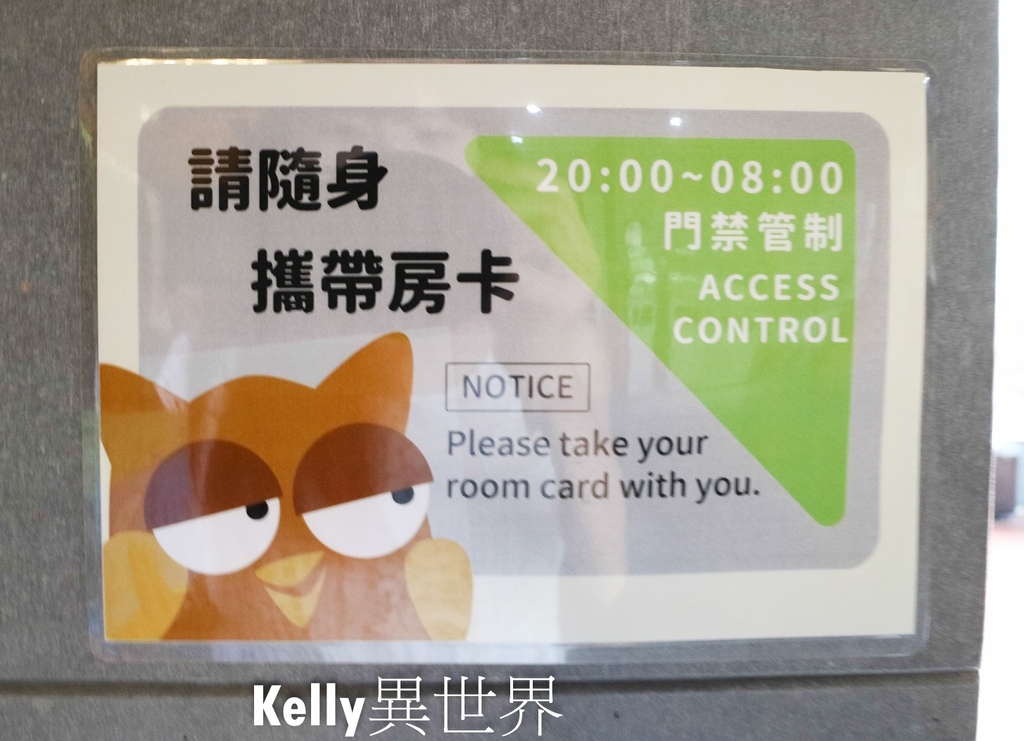 請隨身
攜帶房卡
20:00~08:00
門禁管制
ACCESS
CONTROL
NOTICE
Please take your
room card with you.
Kelly異世界